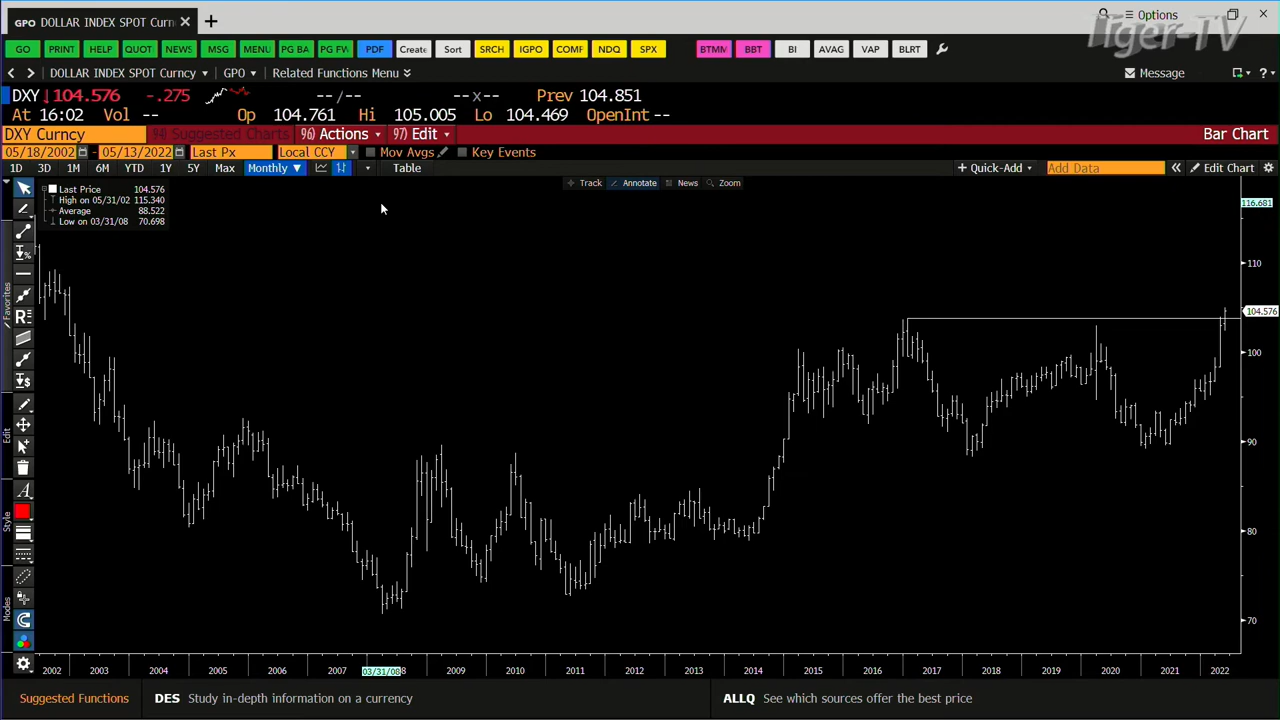 GPO DOLLAR INDEX SPOT Curn
Options
Tiger-TV
GO PRINT HELP QUOT NEWS MSG MENU PG BA PG FW PDF Create Sort SRCH IGPO COMF NDQ SPX BTMM BBT BI AVAG VAP BLRT
DOLLAR INDEX SPOT Curncy GPO Related Functions Menu Message
DXY 104.576 -.275 --/-- --x-- Prev 104.851
At 16:02 Vol -- Op 104.761 Hi 105.005 Lo 104.469 OpenInt --
DXY Curncy 94) Suggested Charts 96) Actions 97) Edit Bar Chart
05/18/2002 - 05/13/2022 Last Px Local CCY Mov Avgs Key Events
1D 3D 1M 6M YTD 1Y 5Y Max Monthly Table + Quick-Add Add Data Edit Chart
Track Annotate News Zoom
Last Price 104.576
High on 05/31/02 115.340
Average 88.522
Low on 03/31/08 70.698
116.681
110
104.576
100
90
80
70
Favorites
Edit
Style
Modes
2002 2003 2004 2005 2006 2007 03/31/08 8 2009 2010 2011 2012 2013 2014 2015 2016 2017 2018 2019 2020 2021 2022
Suggested Functions DES Study in-depth information on a currency ALLQ See which sources offer the best price